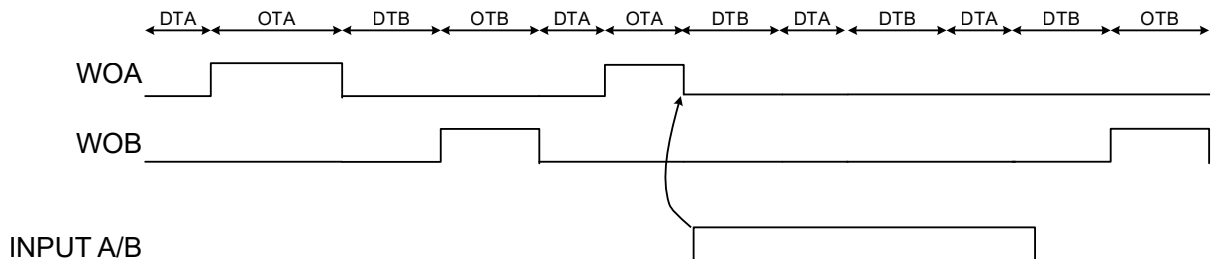 DTA OTA DTB OTB DTA OTA DTB DTA DTB DTA DTB OTB
WOA
WOB
INPUT A/B